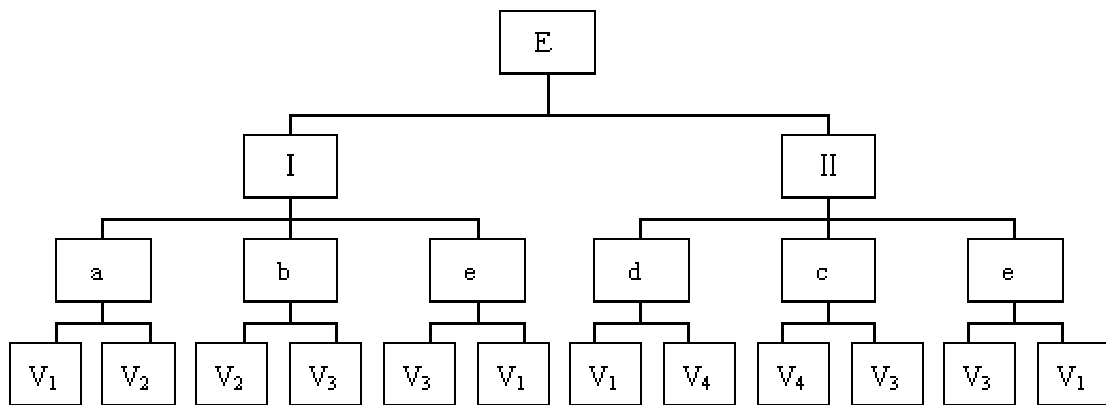 E
I II
a b e d c e
V₁ V₂ V₂ V₃ V₃ V₁ V₁ V₄ V₄ V₃ V₃ V₁